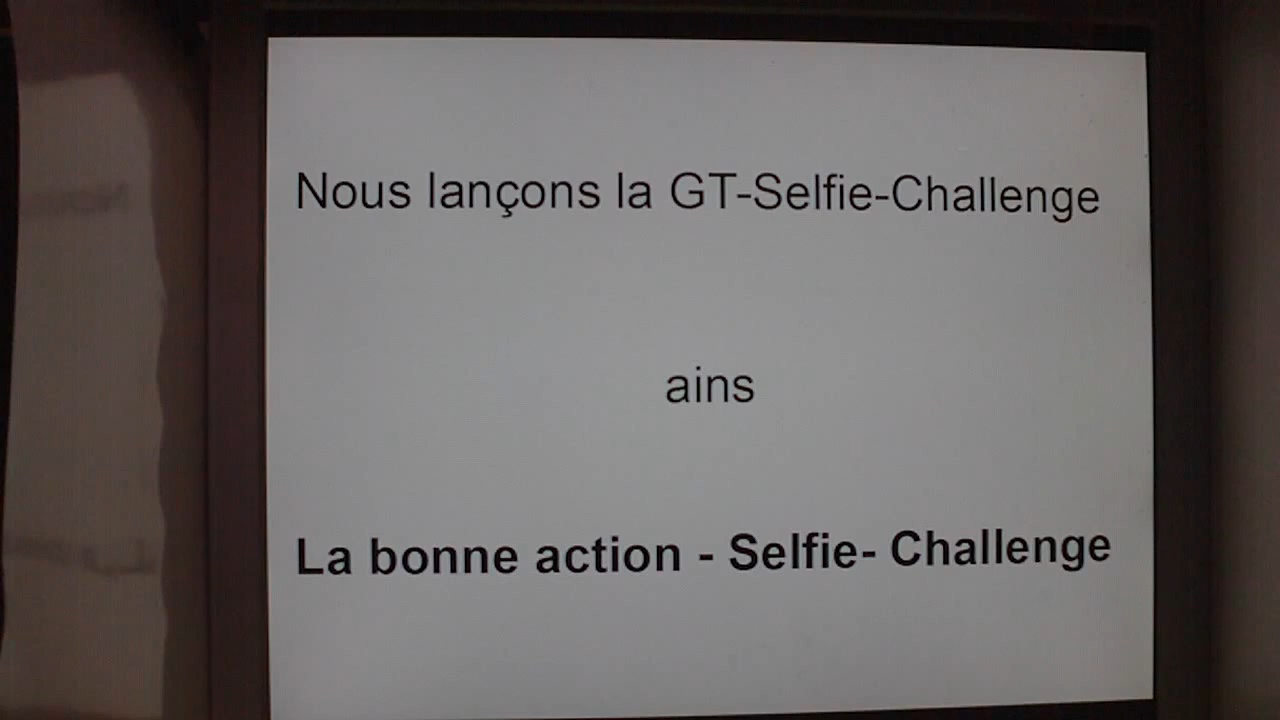 Nous lançons la GT-Selfie-Challenge
ains
La bonne action - Selfie- Challenge